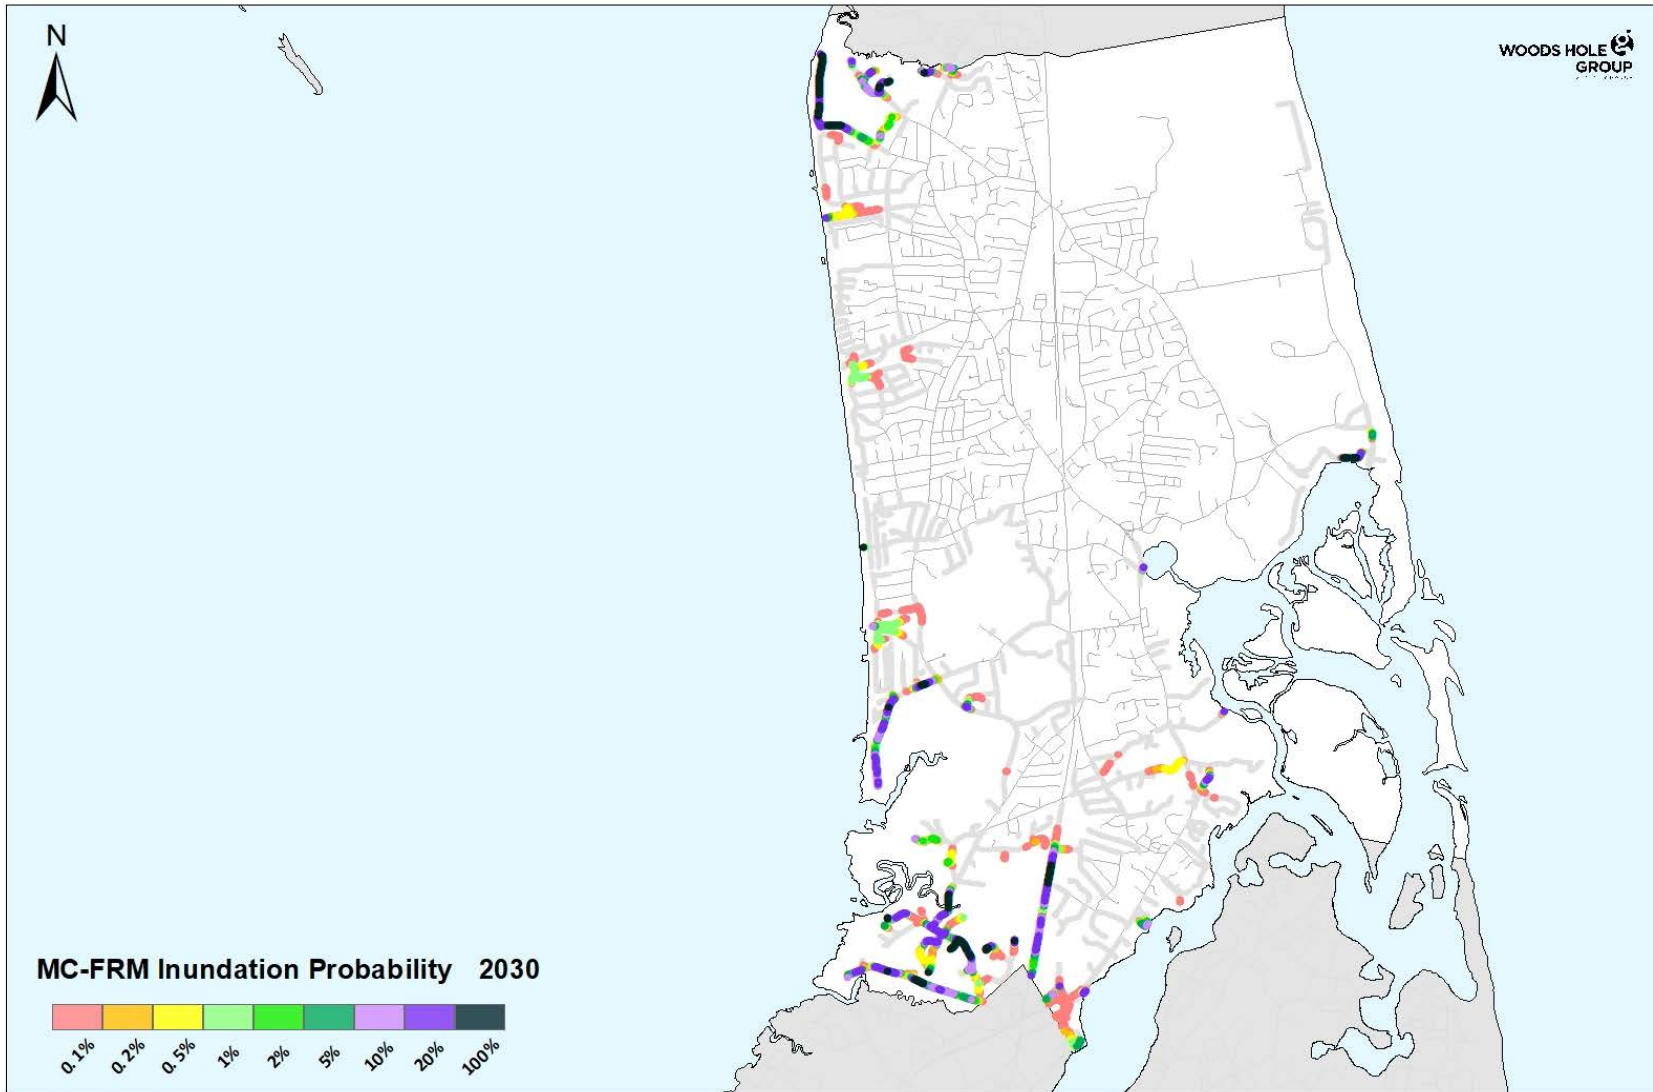 N
WOODS HOLE
GROUP
MC-FRM Inundation Probability 2030
0.1% 0.2% 0.5% 1% 2% 5% 10% 20% 100%